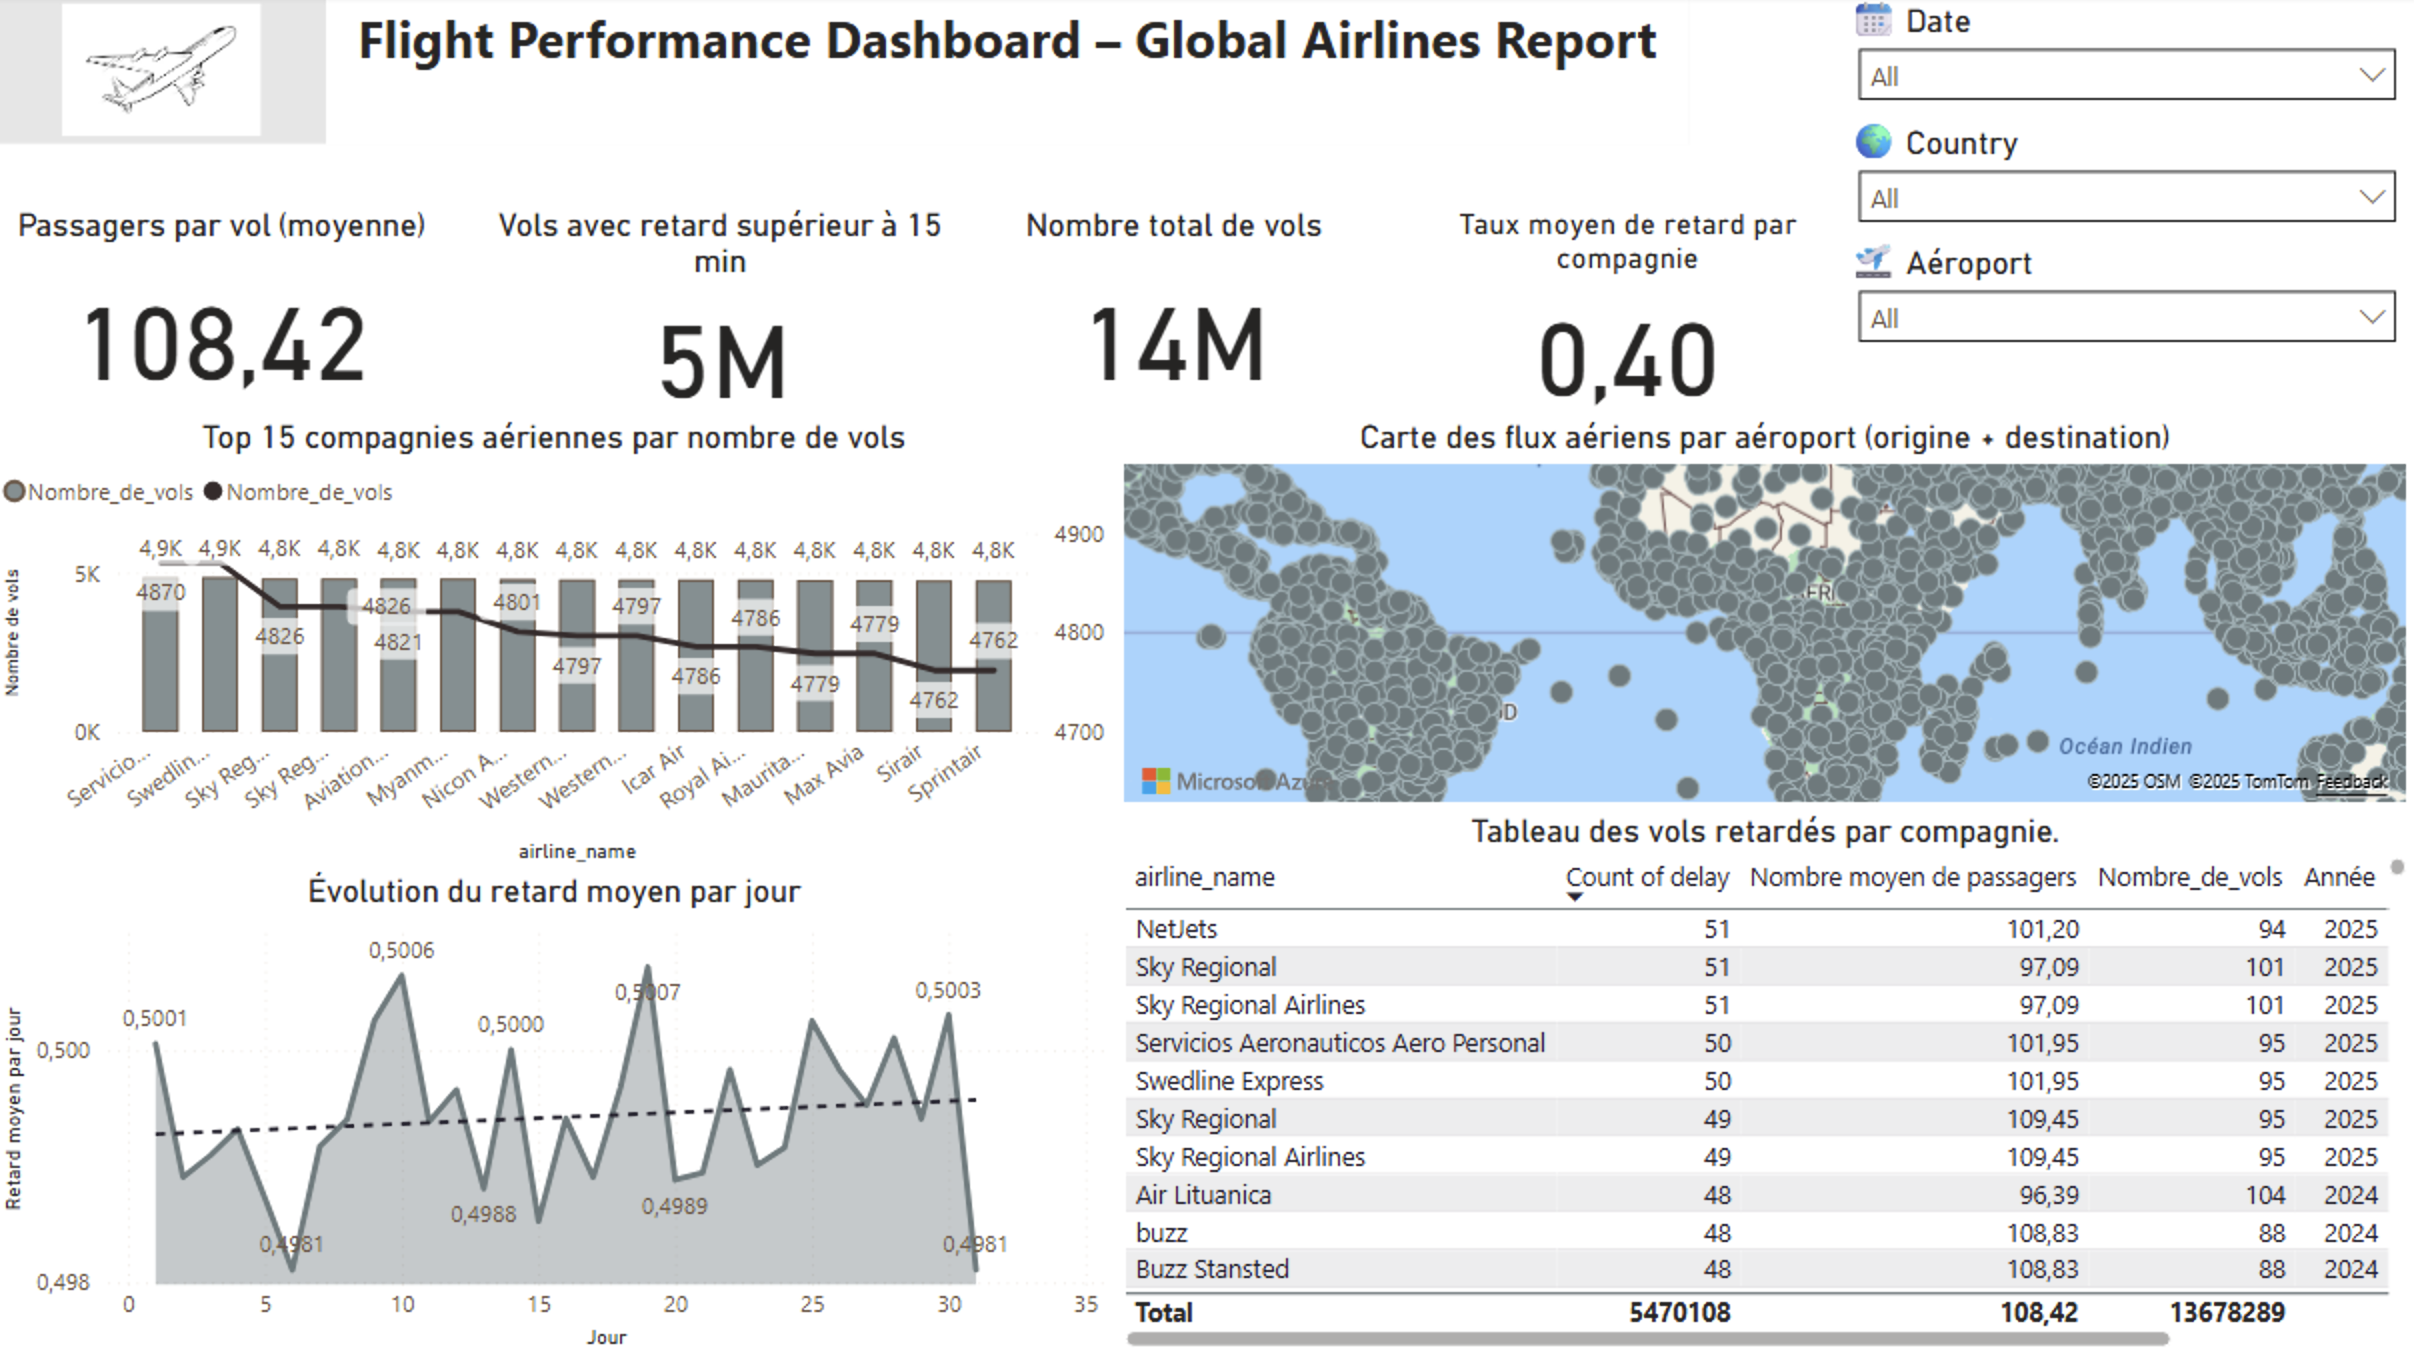 Flight Performance Dashboard – Global Airlines Report
Date
All
Country
All
Aéroport
All
Passagers par vol (moyenne)
108,42
Vols avec retard supérieur à 15
min
5M
Nombre total de vols
14M
Taux moyen de retard par
compagnie
0,40
Top 15 compagnies aériennes par nombre de vols
Nombre_de_vols Nombre_de_vols
Nombre de vols
4,9K 4,9K 4,8K 4,8K 4,8K 4,8K 4,8K 4,8K 4,8K 4,8K 4,8K 4,8K 4,8K 4,8K 4,8K
5K
0K
4900
4800
4700
4870 4826 4826 4821 4801 4797 4797 4786 4786 4779 4779 4762 4762
Servicio... Swedlin... Sky Reg... Sky Reg... Aviation... Myanm... Nicon A... Western... Western... Icar Air Royal Ai... Maurita... Max Avia Sirair Sprintair
airline_name
Carte des flux aériens par aéroport (origine + destination)
Océan Indien
Microsoft Azu
©2025 OSM ©2025 TomTom Feedback
Évolution du retard moyen par jour
Retard moyen par jour
0,500
0,498
0,5001 0,4981 0,5006 0,4988 0,5000 0,5007 0,4989 0,5003 0,4981
0 5 10 15 20 25 30 35
Jour
Tableau des vols retardés par compagnie.
airline_name Count of delay Nombre moyen de passagers Nombre_de_vols Année
NetJets 51 101,20 94 2025
Sky Regional 51 97,09 101 2025
Sky Regional Airlines 51 97,09 101 2025
Servicios Aeronauticos Aero Personal 50 101,95 95 2025
Swedline Express 50 101,95 95 2025
Sky Regional 49 109,45 95 2025
Sky Regional Airlines 49 109,45 95 2025
Air Lituanica 48 96,39 104 2024
buzz 48 108,83 88 2024
Buzz Stansted 48 108,83 88 2024
Total 5470108 108,42 13678289